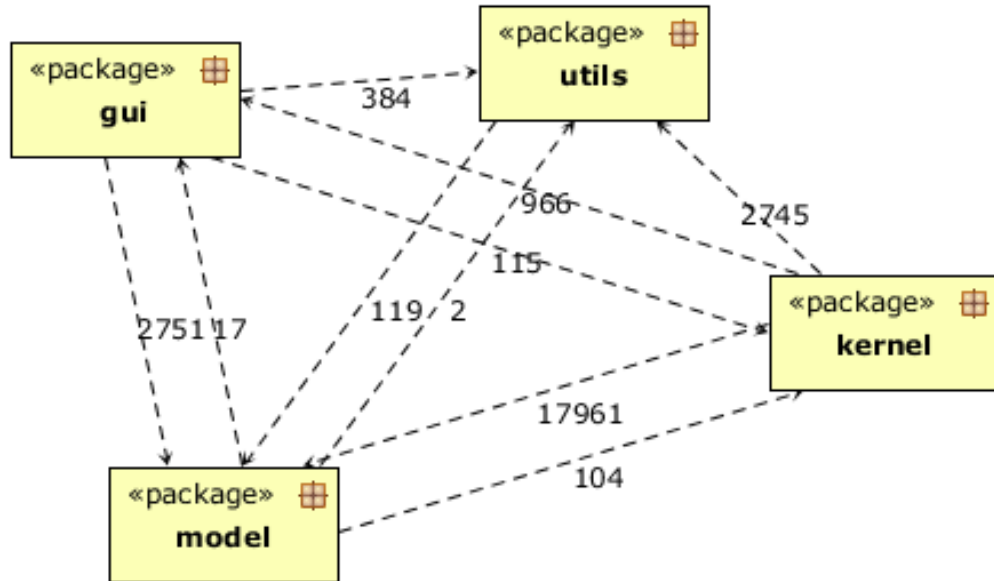 «package»
utils
«package»
gui
384
966
2745
115
119
2
2751
17
«package»
kernel
17961
104
«package»
model